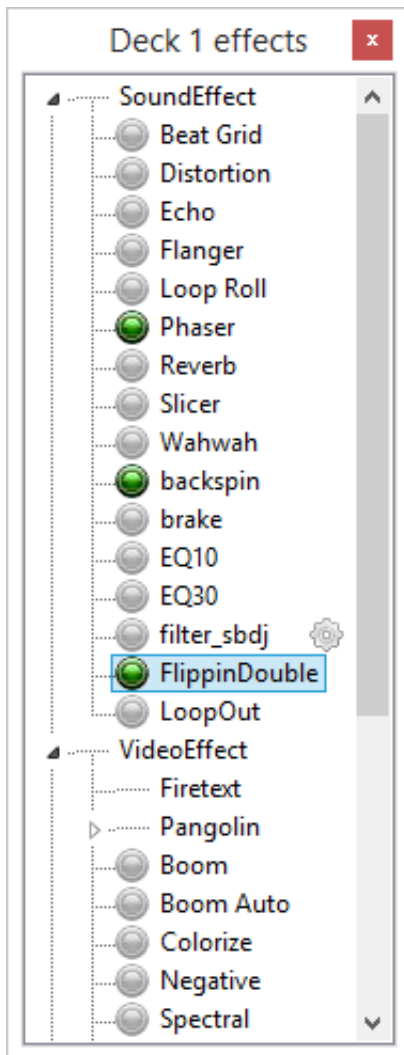 Deck 1 effects
x
SoundEffect
Beat Grid
Distortion
Echo
Flanger
Loop Roll
Phaser
Reverb
Slicer
Wahwah
backspin
brake
EQ10
EQ30
filter_sbdj
FlippinDouble
LoopOut
VideoEffect
Firetext
Pangolin
Boom
Boom Auto
Colorize
Negative
Spectral